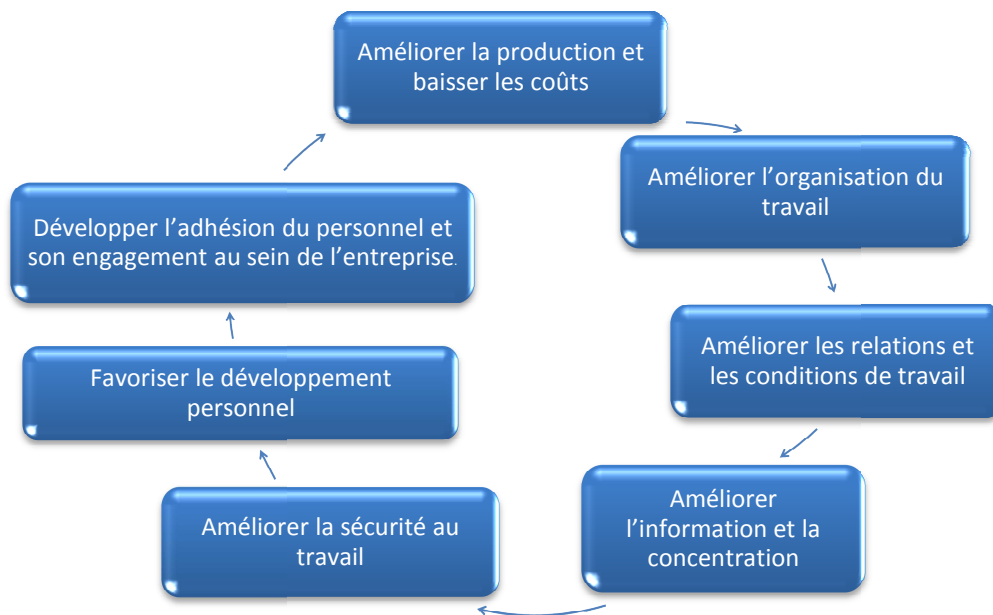 Améliorer la production et
baisser les coûts
Améliorer l’organisation du
travail
Améliorer les relations et
les conditions de travail
Améliorer
l’information et la
concentration
Améliorer la sécurité au
travail
Favoriser le développement
personnel
Développer l’adhésion du personnel et
son engagement au sein de l’entreprise.